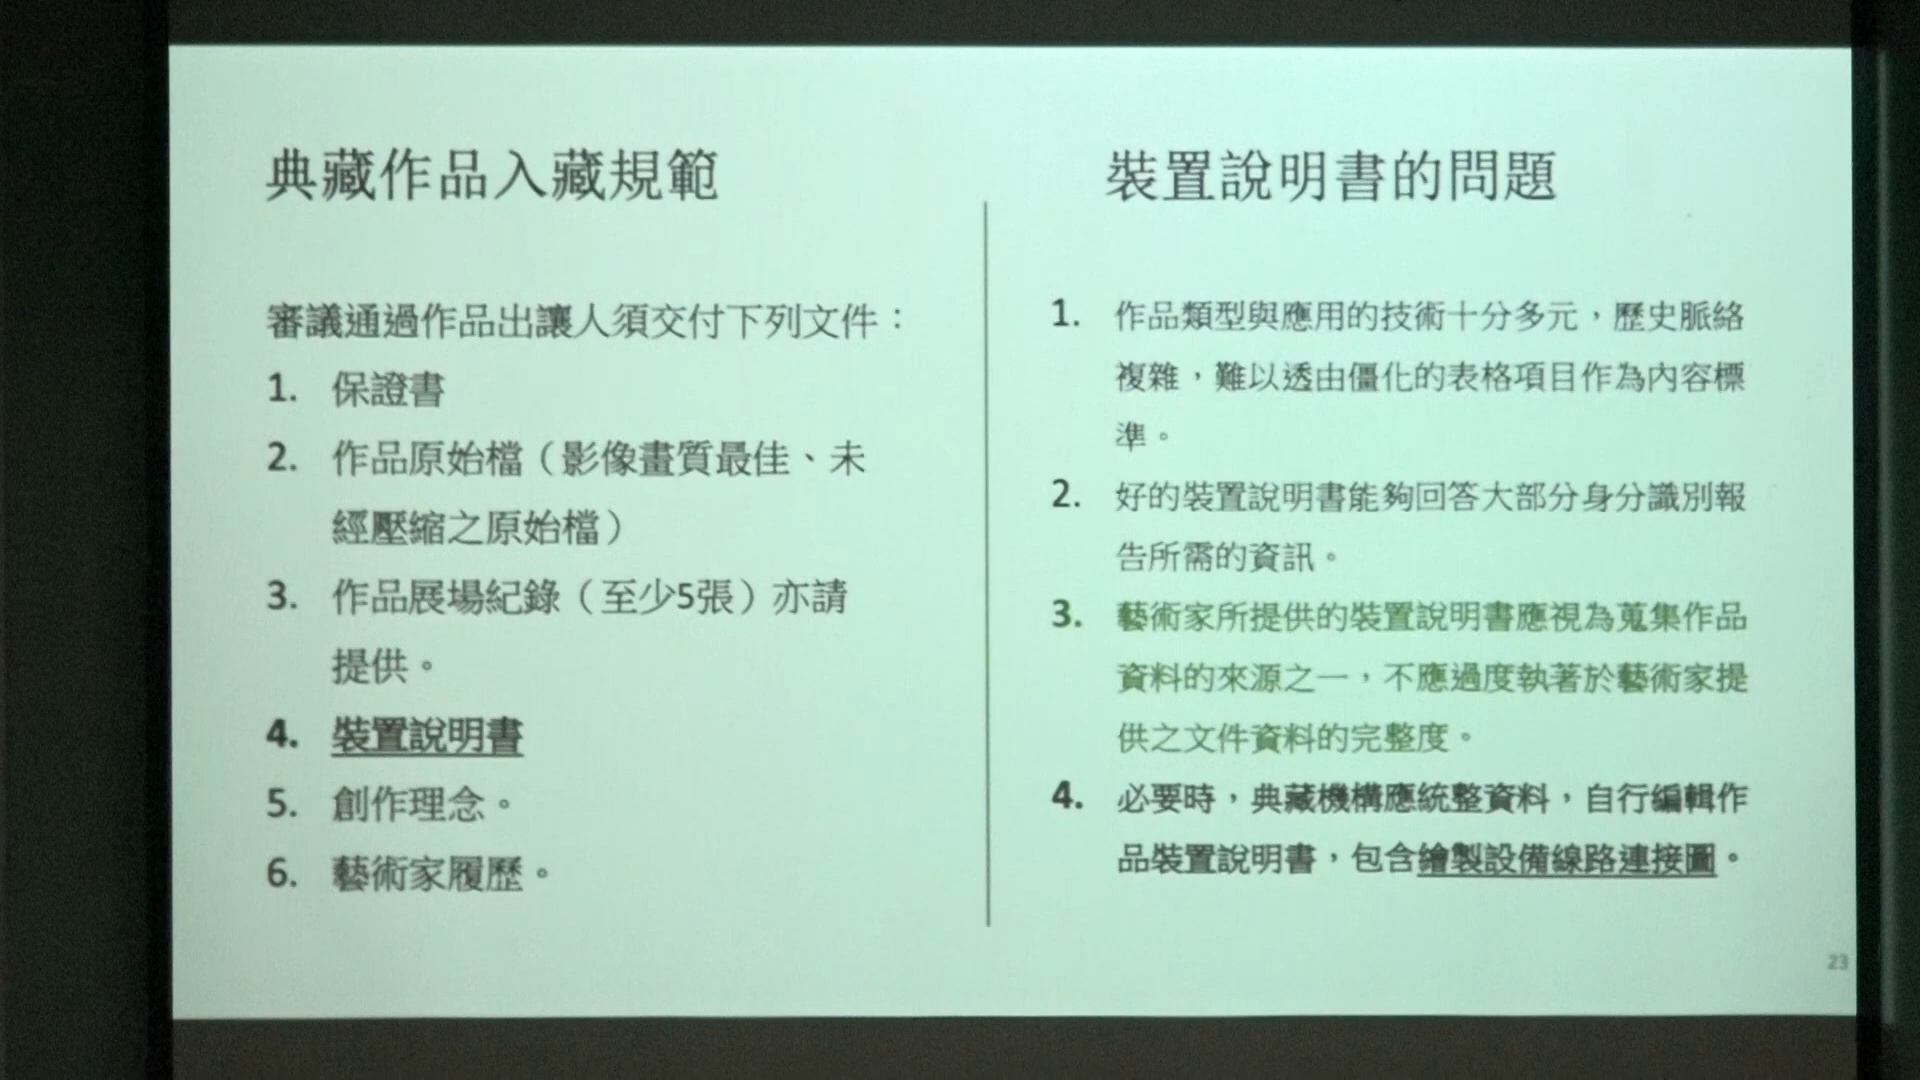 典藏作品入藏規範
審議通過作品出讓人須交付下列文件：
1. 保證書
2. 作品原始檔（影像畫質最佳、未
經壓縮之原始檔）
3. 作品展場紀錄（至少5張）亦請
提供。
4. 裝置說明書
5. 創作理念。
6. 藝術家履歷。
裝置說明書的問題
1. 作品類型與應用的技術十分多元，歷史脈絡
複雜，難以透由僵化的表格項目作為內容標
準。
2. 好的裝置說明書能夠回答大部分身分識別報
告所需的資訊。
3. 藝術家所提供的裝置說明書應視為蒐集作品
資料的來源之一，不應過度執著於藝術家提
供之文件資料的完整度。
4. 必要時，典藏機構應統整資料，自行編輯作
品裝置說明書，包含繪製設備線路連接圖。
23